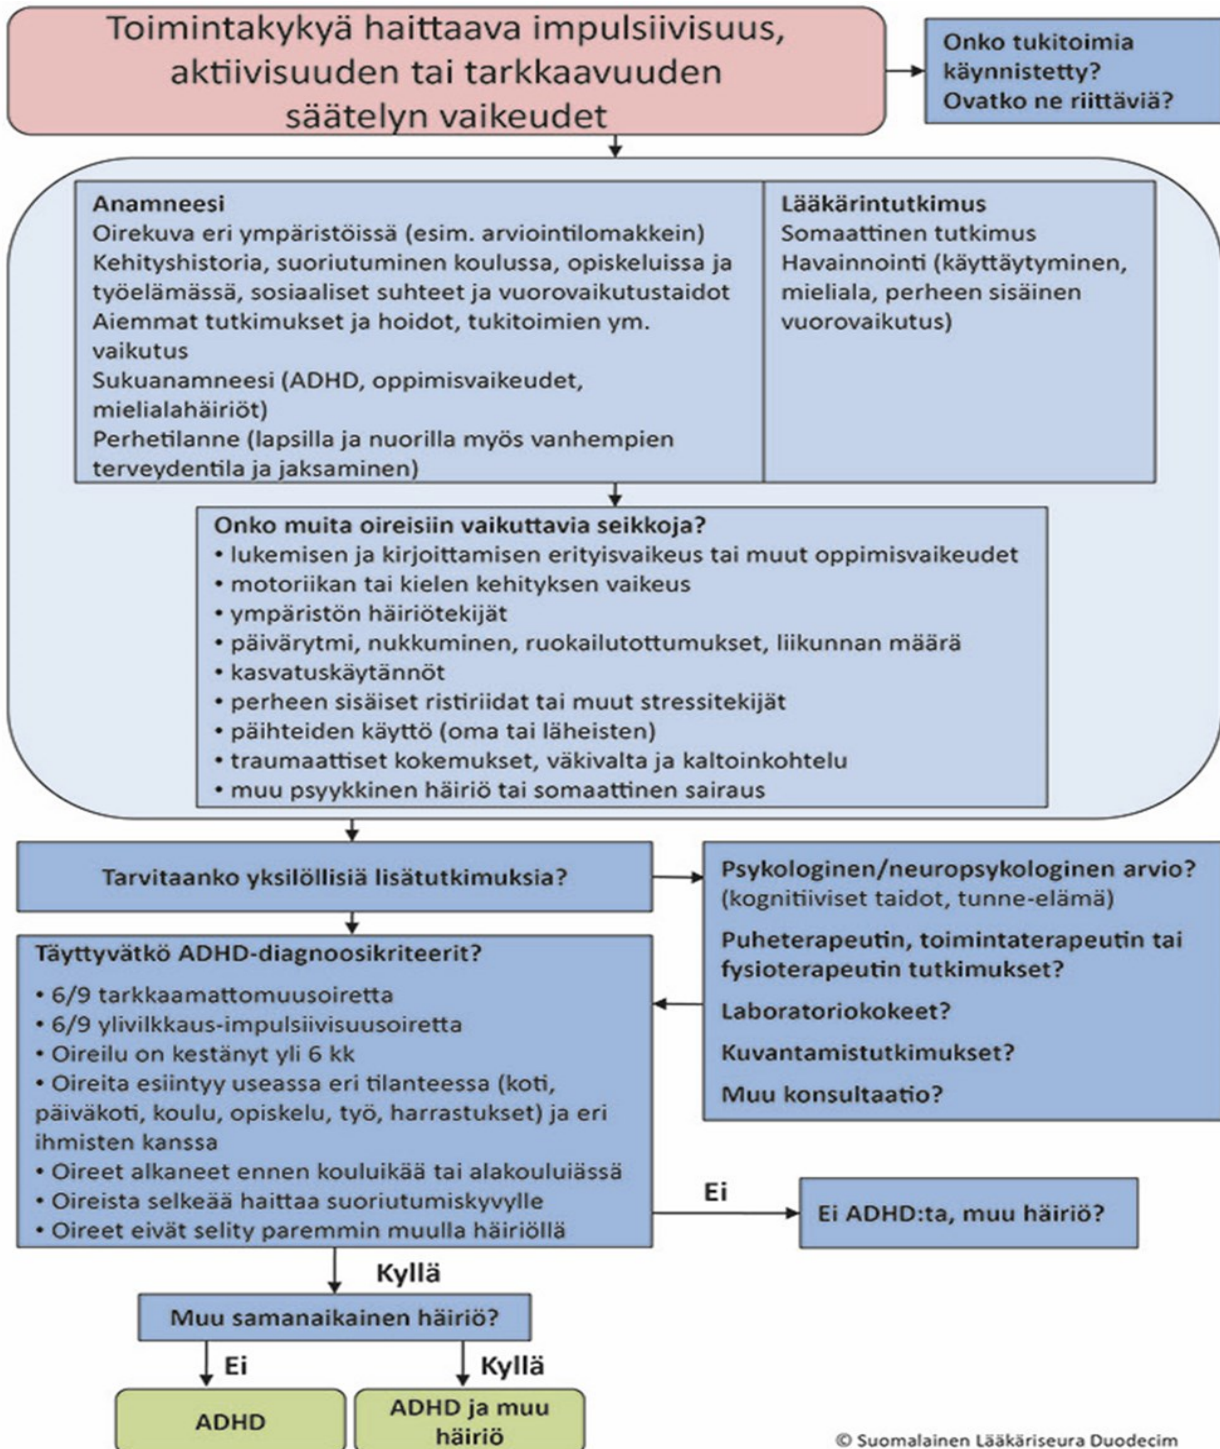 Toimintakykyä haittaava impulsiivisuus,
aktiivisuuden tai tarkkaavuuden
säätelyn vaikeudet
Onko tukitoimia
käynnistetty?
Ovatko ne riittäviä?
Anamneesi
Oirekuva eri ympäristöissä (esim. arviointilomakkein)
Kehityshistoria, suoriutuminen koulussa, opiskeluissa ja
työelämässä, sosiaaliset suhteet ja vuorovaikutustaidot
Aiemmat tutkimukset ja hoidot, tukitoimien ym.
vaikutus
Sukuanamneesi (ADHD, oppimisvaikeudet,
mielialahäiriöt)
Perhetilanne (lapsilla ja nuorilla myös vanhempien
terveydentila ja jaksaminen)
Lääkärintutkimus
Somaattinen tutkimus
Havainnointi (käyttäytyminen,
mieliala, perheen sisäinen
vuorovaikutus)
Onko muita oireisiin vaikuttavia seikkoja?
• lukemisen ja kirjoittamisen erityisvaikeus tai muut oppimisvaikeudet
• motoriikan tai kielen kehityksen vaikeus
• ympäristön häiriötekijät
• päivärytmi, nukkuminen, ruokailutottumukset, liikunnan määrä
• kasvatuskäytännöt
• perheen sisäiset ristiriidat tai muut stressitekijät
• päihteiden käyttö (oma tai läheisten)
• traumaattiset kokemukset, väkivalta ja kaltoinkohtelu
• muu psyykkinen häiriö tai somaattinen sairaus
Tarvitaanko yksilöllisiä lisätutkimuksia?
Psykologinen/neuropsykologinen arvio?
(kognitiiviset taidot, tunne-elämä)
Puheterapeutin, toimintaterapeutin tai
fysioterapeutin tutkimukset?
Laboratoriokokeet?
Kuvantamistutkimukset?
Muu konsultaatio?
Täyttyvätkö ADHD-diagnoosikriteerit?
• 6/9 tarkkaamattomuusoiretta
• 6/9 ylivilkkaus-impulsiivisuusoiretta
• Oireilu on kestänyt yli 6 kk
• Oireita esiintyy useassa eri tilanteessa (koti,
päiväkoti, koulu, opiskelu, työ, harrastukset) ja eri
ihmisten kanssa
• Oireet alkaneet ennen kouluikää tai alakouluiässä
• Oireista selkeää haittaa suoriutumiskyvylle
• Oireet eivät selity paremmin muulla häiriöllä
Ei
Ei ADHD:ta, muu häiriö?
Kyllä
Muu samanaikainen häiriö?
Ei
Kyllä
ADHD
ADHD ja muu
häiriö
© Suomalainen Lääkäriseura Duodecim